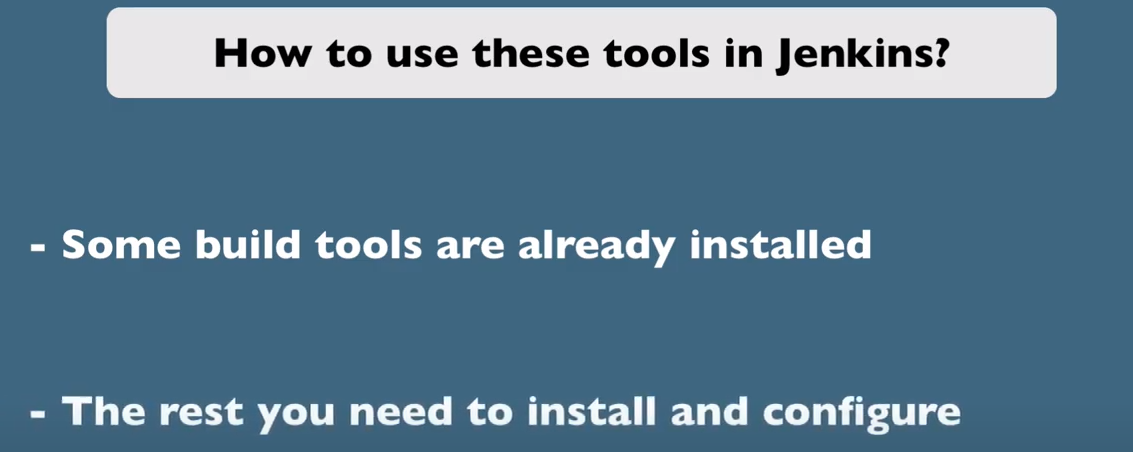 How to use these tools in Jenkins?
- Some build tools are already installed
- The rest you need to install and configure